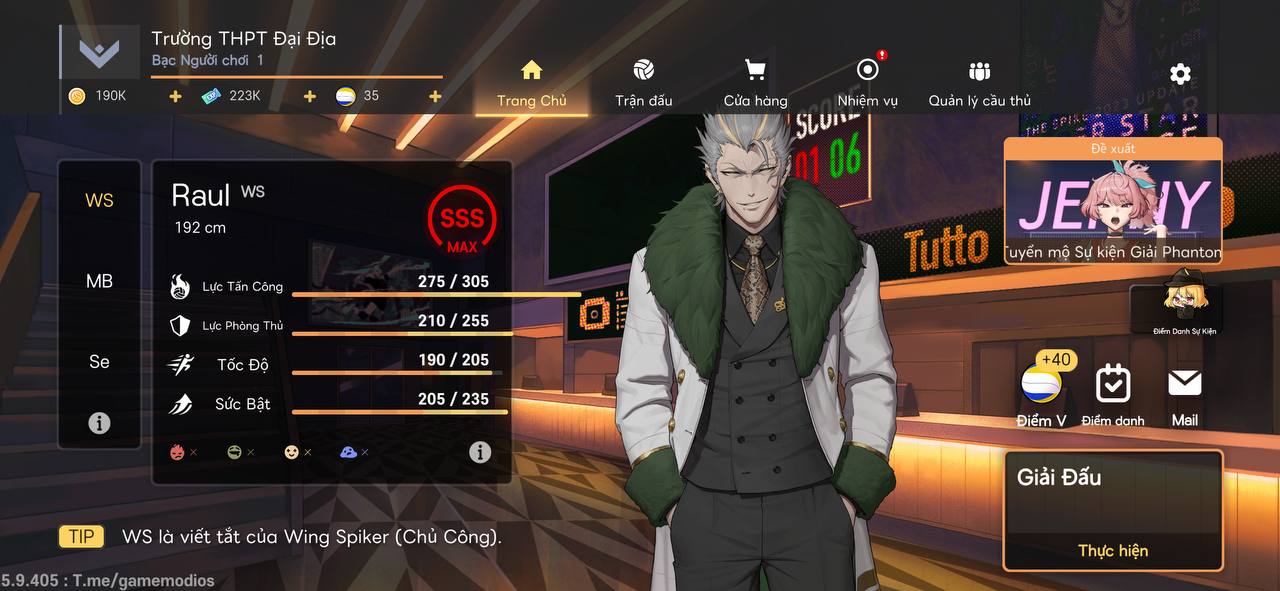 Trường THPT Đại Địa
Bạc Người chơi 1
190K
223K
35
Trang Chủ
Trận đấu
Cửa hàng
Nhiệm vụ
Quản lý cầu thủ
WS
MB
Se
Raul WS
192 cm
SSS
MAX
Lực Tấn Công 275 / 305
Lực Phòng Thủ 210 / 255
Tốc Độ 190 / 205
Sức Bật 205 / 235
SCORE
01 06
Tutto
THE SPIKE 2023 UPDATE
Đề xuất
JENNY
Tuyển mộ Sự kiện Giải Phanton
Điểm Danh Sự Kiện
+40
Điểm V
Điểm danh
Mail
Giải Đấu
Thực hiện
TIP WS là viết tắt của Wing Spiker (Chủ Công).
5.9.405 : T.me/gamemodios